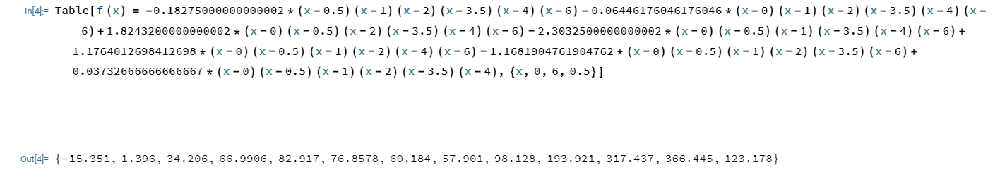 In[4]:= Table[f (x) = -0.18275000000000002 * (x - 0.5) (x - 1) (x - 2) (x - 3.5) (x - 4) (x - 6) - 0.06446176046176046 * (x - 0) (x - 1) (x - 2) (x - 3.5) (x - 4) (x -
6) + 1.8243200000000002 * (x - 0) (x - 0.5) (x - 2) (x - 3.5) (x - 4) (x - 6) - 2.3032500000000002 * (x - 0) (x - 0.5) (x - 1) (x - 3.5) (x - 4) (x - 6) +
1.1764012698412698 * (x - 0) (x - 0.5) (x - 1) (x - 2) (x - 4) (x - 6) - 1.1681904761904762 * (x - 0) (x - 0.5) (x - 1) (x - 2) (x - 3.5) (x - 6) +
0.03732666666666667 * (x - 0) (x - 0.5) (x - 1) (x - 2) (x - 3.5) (x - 4), {x, 0, 6, 0.5}]
Out[4]= {-15.351, 1.396, 34.206, 66.9906, 82.917, 76.8578, 60.184, 57.901, 98.128, 193.921, 317.437, 366.445, 123.178}